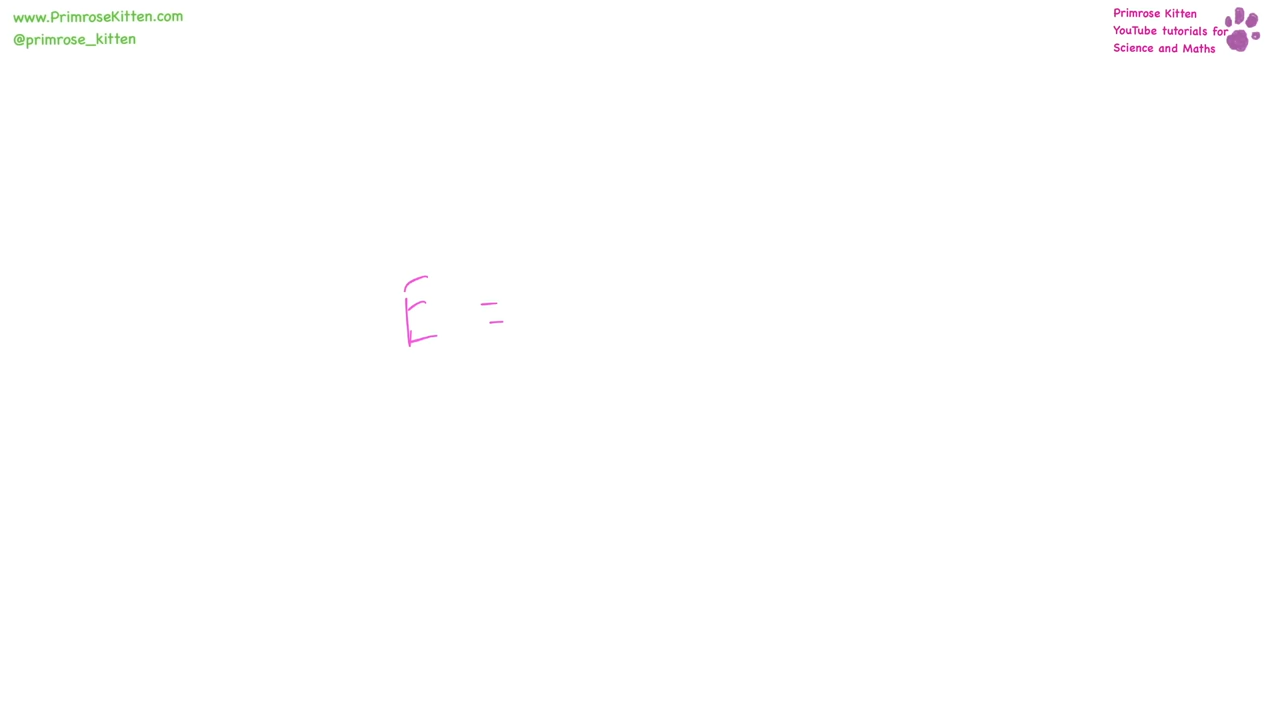 www.PrimroseKitten.com
@primrose_kitten
Primrose Kitten
YouTube tutorials for
Science and Maths
E =